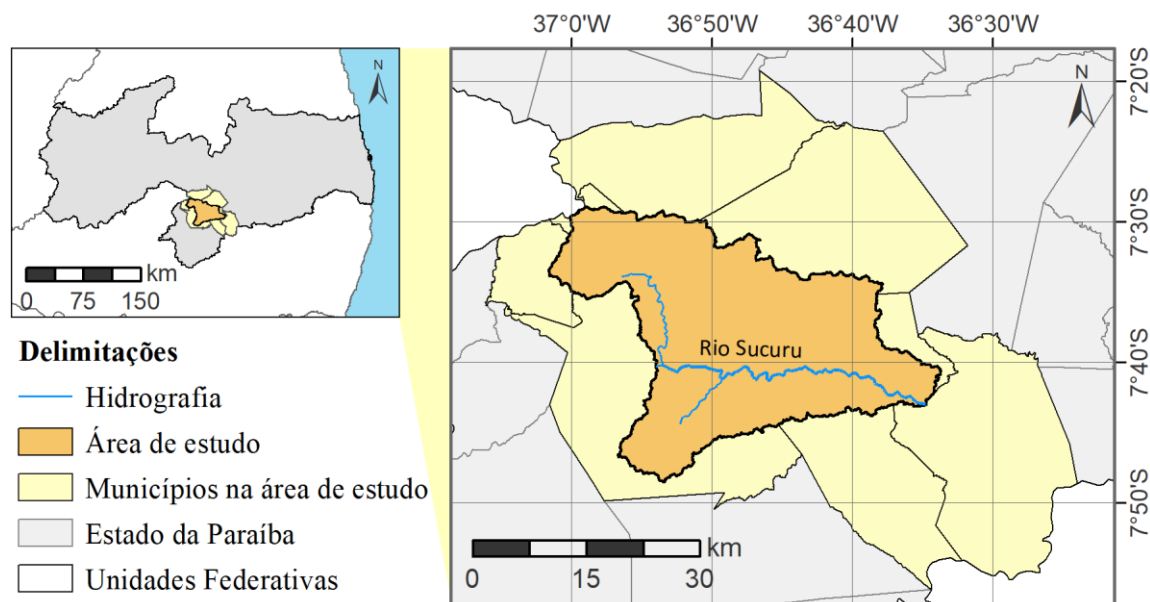 37°0'W 36°50'W 36°40'W 36°30'W
N
km
0 75 150
Delimitações
Hidrografia
Área de estudo
Municípios na área de estudo
Estado da Paraíba
Unidades Federativas
N
7°20'S
7°30'S
7°40'S
7°50'S
Rio Sucuru
km
0 15 30